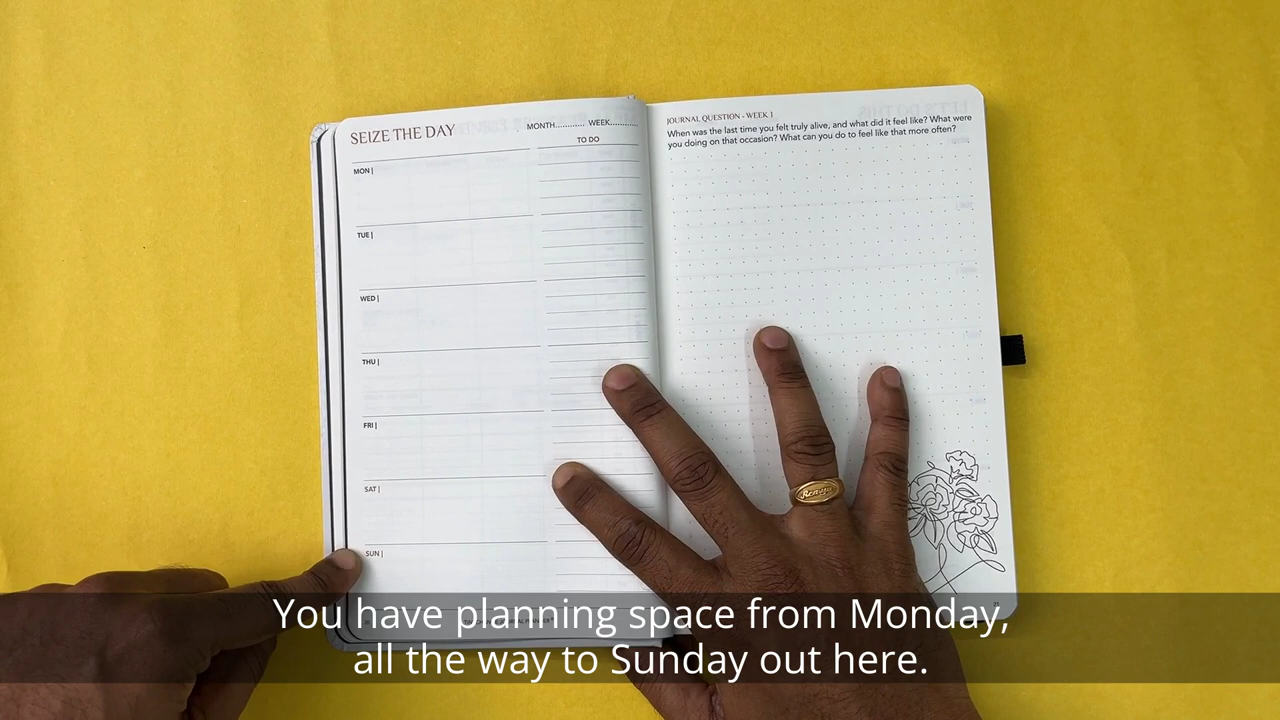 SEIZE THE DAY
MONTH............ WEEK............
TO DO
MON|
TUE|
WED|
THU|
FRI|
SAT|
SUN|
JOURNAL QUESTION - WEEK 1
When was the last time you felt truly alive, and what did it feel like? What were
you doing on that occasion? What can you do to feel like that more often?
You have planning space from Monday,
all the way to Sunday out here.